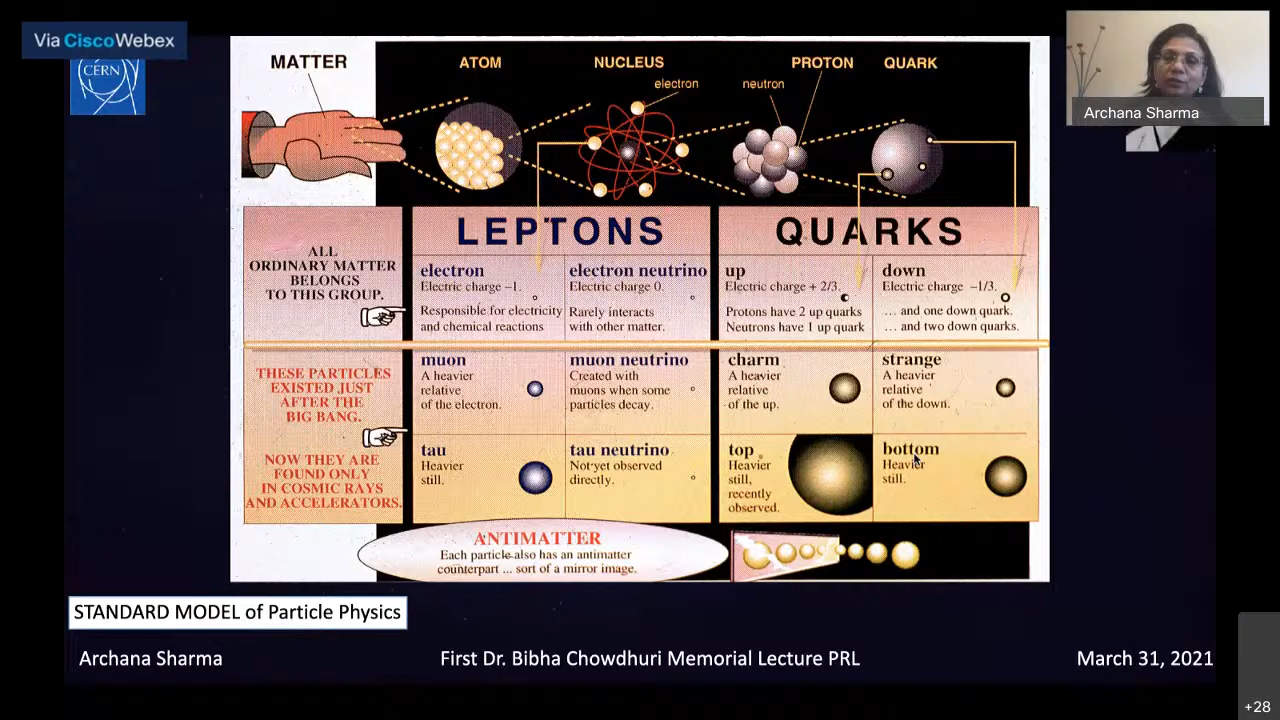 Via Cisco Webex
CERN
Archana Sharma
MATTER
ATOM
NUCLEUS
PROTON
QUARK
electron
neutron
LEPTONS
QUARKS
ALL
ORDINARY MATTER
BELONGS
TO THIS GROUP.
electron
Electric charge −1.
Responsible for electricity
and chemical reactions
electron neutrino
Electric charge 0.
Rarely interacts
with other matter.
up
Electric charge + 2/3.
Protons have 2 up quarks
Neutrons have 1 up quark
down
Electric charge −1/3.
... and one down quark.
... and two down quarks.
THESE PARTICLES
EXISTED JUST
AFTER THE
BIG BANG.
NOW THEY ARE
FOUND ONLY
IN COSMIC RAYS
AND ACCELERATORS.
muon
A heavier
relative
of the electron.
muon neutrino
Created with
muons when some
particles decay.
charm
A heavier
relative
of the up.
strange
A heavier
relative
of the down.
tau
Heavier
still.
tau neutrino
Not yet observed
directly.
top
Heavier
still,
recently
observed.
bottom
Heavier
still.
ANTIMATTER
Each particle also has an antimatter
counterpart ... sort of a mirror image.
STANDARD MODEL of Particle Physics
Archana Sharma
First Dr. Bibha Chowdhuri Memorial Lecture PRL
March 31, 2021
+28